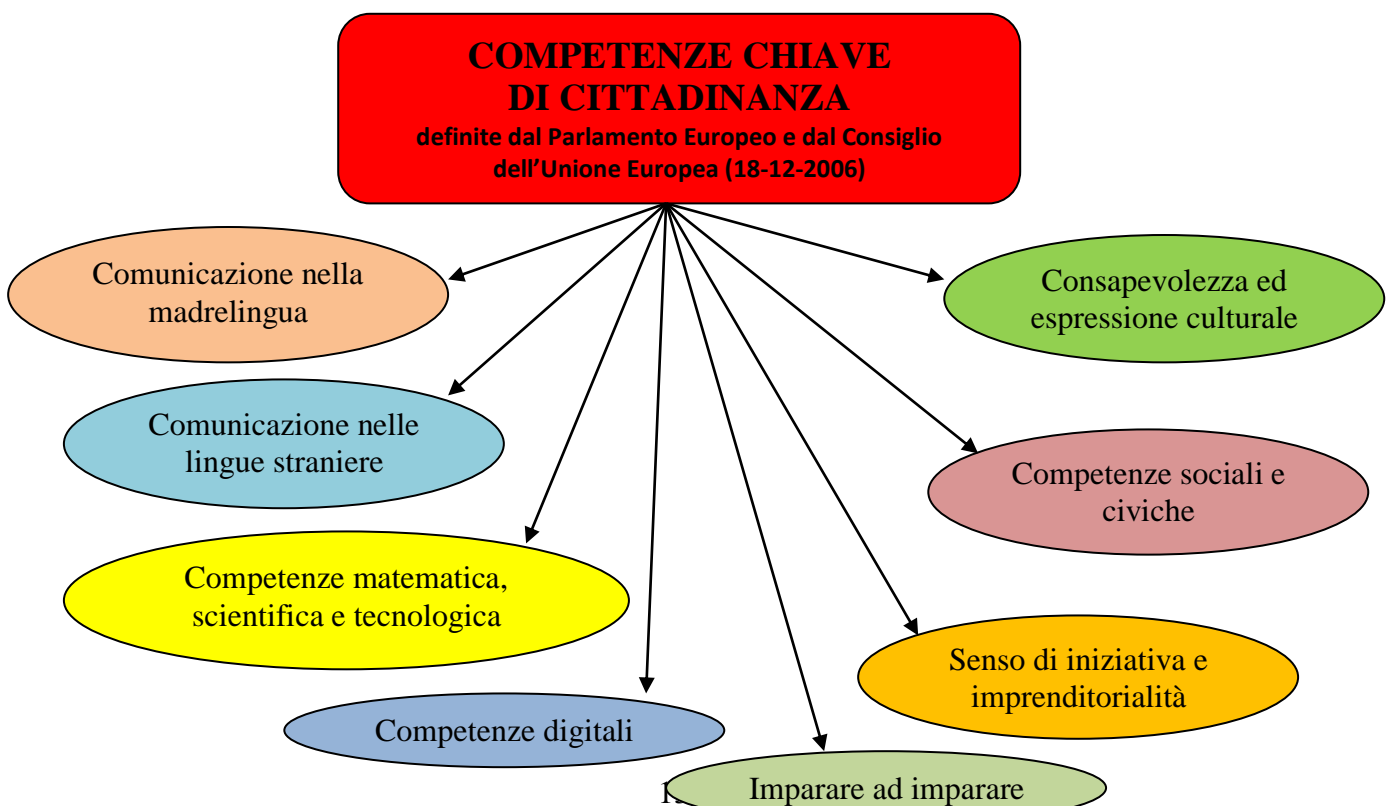 COMPETENZE CHIAVE
DI CITTADINANZA
definite dal Parlamento Europeo e dal Consiglio
dell’Unione Europea (18-12-2006)
Comunicazione nella
madrelingua
Consapevolezza ed
espressione culturale
Comunicazione nelle
lingue straniere
Competenze sociali e
civiche
Competenze matematica,
scientifica e tecnologica
Senso di iniziativa e
imprenditorialità
Competenze digitali
Imparare ad imparare